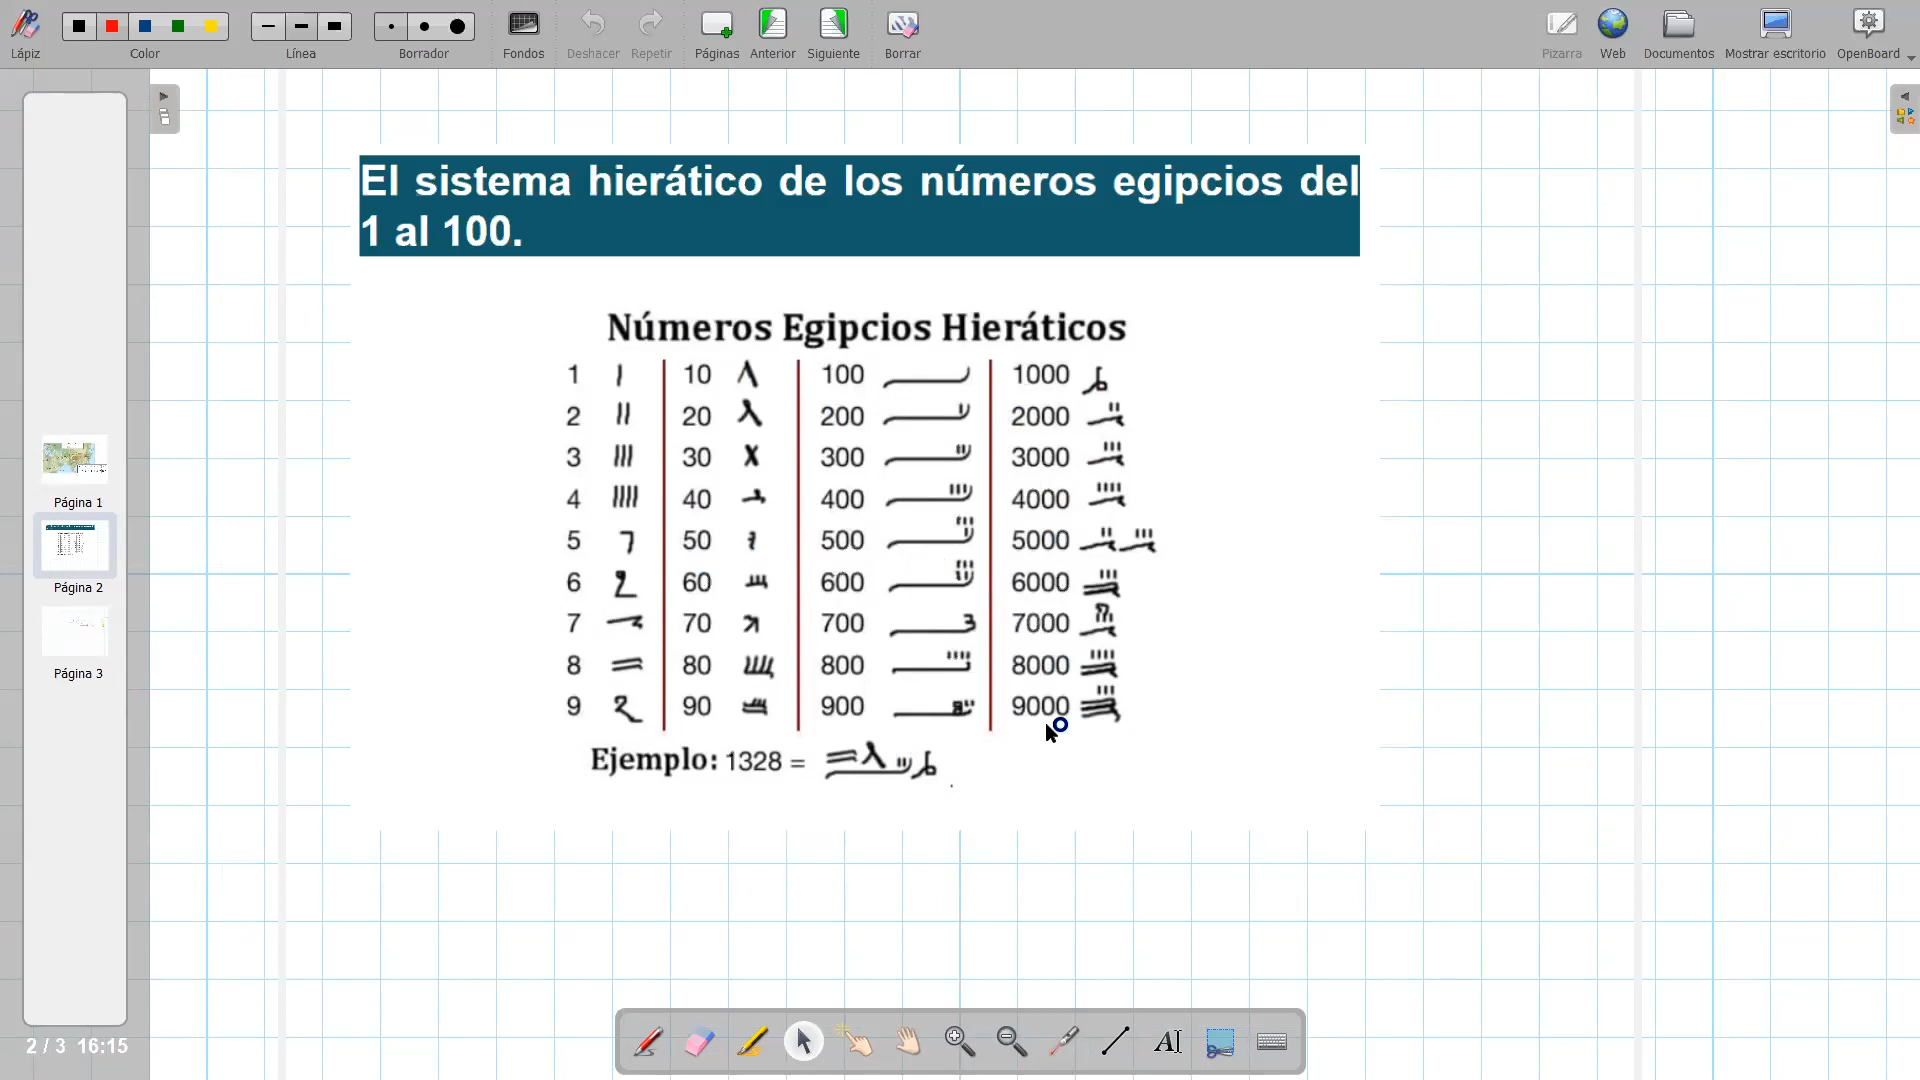 Lápiz
Color
Línea
Borrador
Fondos
Deshacer
Repetir
Páginas
Anterior
Siguiente
Borrar
Pizarra
Web
Documentos
Mostrar escritorio
OpenBoard
El sistema hierático de los números egipcios del
1 al 100.
Números Egipcios Hieráticos
1 10 100 1000
2 20 200 2000
3 30 300 3000
4 40 400 4000
5 50 500 5000
6 60 600 6000
7 70 700 7000
8 80 800 8000
9 90 900 9000
Ejemplo: 1328 =
Página 1
Página 2
Página 3
2 / 3 16:15